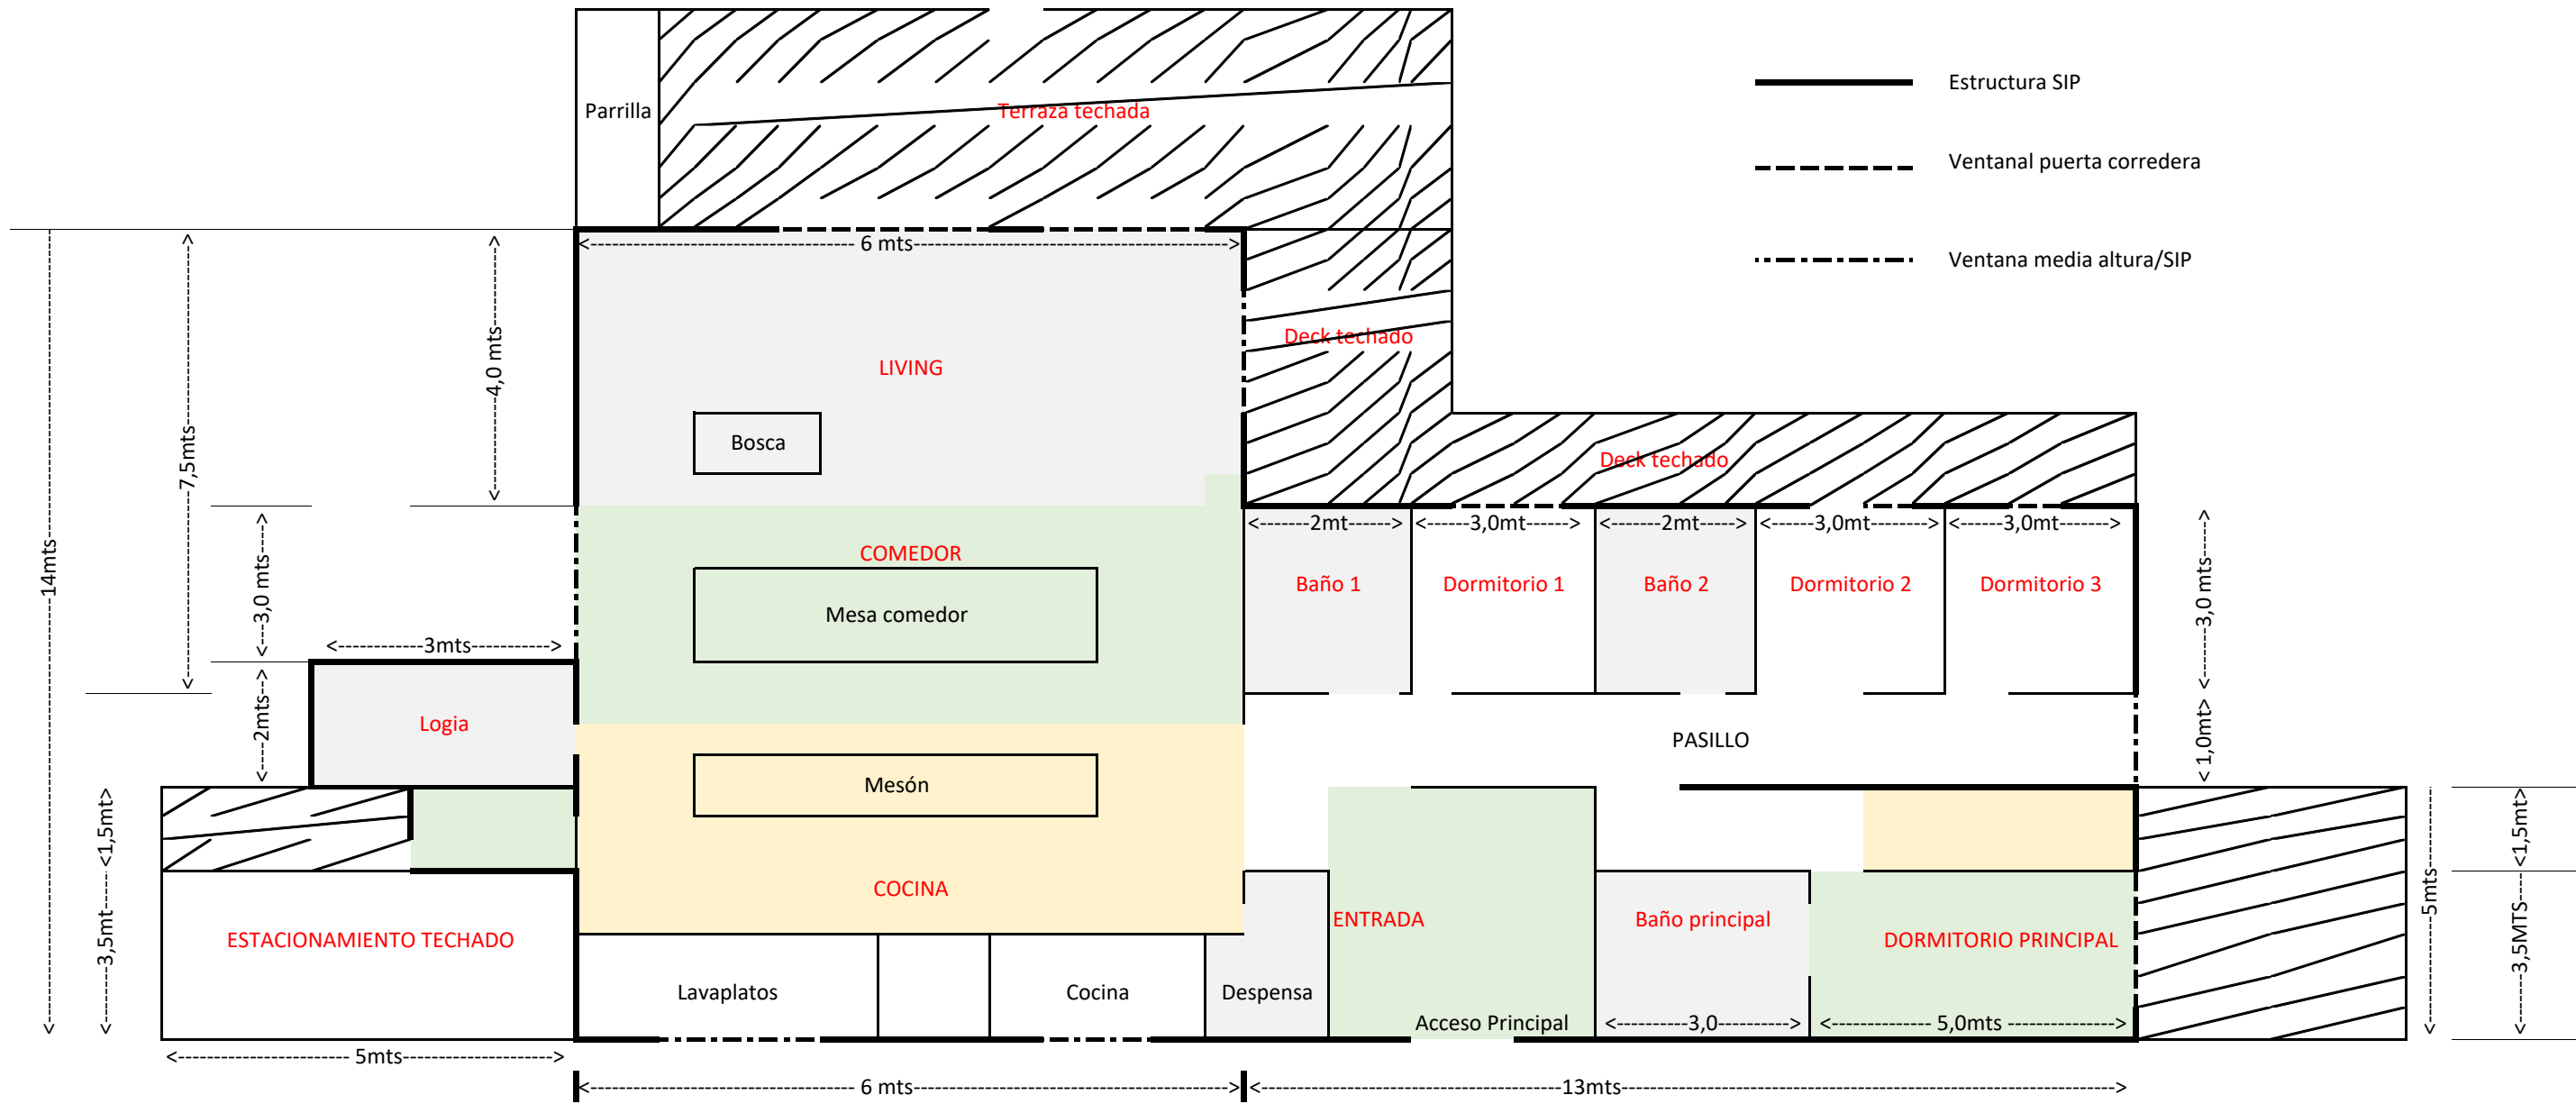 Estructura SIP
Parrilla
Terraza techada
Ventanal puerta corredera
<----------------------------- 6 mts----------------------------------->
Ventana media altura/SIP
Deck techado
<--------4,0 mts-------->
LIVING
Bosca
<----------7,5mts---------->
Deck techado
<-------2mt------>
<------3,0mt------>
<------2mt------>
<------3,0mt------>
<------3,0mt------>
COMEDOR
<------------14mts------------>
<---3,0 mts--->
Baño 1
Dormitorio 1
Baño 2
Dormitorio 2
Dormitorio 3
<----3,0 mts---->
Mesa comedor
<------------3mts---------->
Logia
<--2mts-->
PASILLO
< 1,0mt>
Mesón
<1,5mt>
<1,5mt>
COCINA
<-----5mts----->
ENTRADA
Baño principal
ESTACIONAMIENTO TECHADO
DORMITORIO PRINCIPAL
<---3,5mt---->
<--3,5MTS---->
Lavaplatos
Cocina
Despensa
Acceso Principal
<---------3,0--------->
<------------ 5,0mts ------------>
<-------------------- 5mts------------------>
<----------------------------- 6 mts----------------------------------->
<----------------------------------13mts--------------------------------------------->